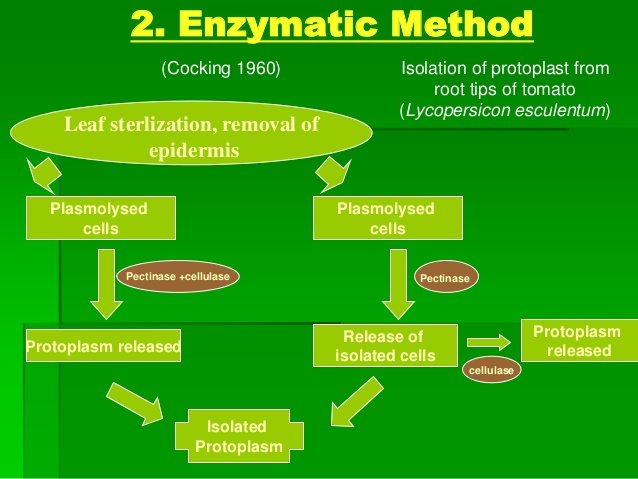 2. Enzymatic Method
(Cocking 1960)
Isolation of protoplast from
root tips of tomato
(Lycopersicon esculentum)
Leaf sterlization, removal of
epidermis
Plasmolysed
cells
Plasmolysed
cells
Pectinase +cellulase
Pectinase
Protoplasm released
Release of
isolated cells
cellulase
Protoplasm
released
Isolated
Protoplasm